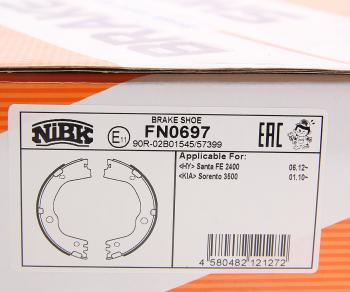 NiBK
E11
BRAKE SHOE
FN0697
90R-02B01545/57399
EAC
Applicable For:
<HY> Santa FE 2400 06.12~
<KIA> Sorento 3500 01.10~
4 580482 121272